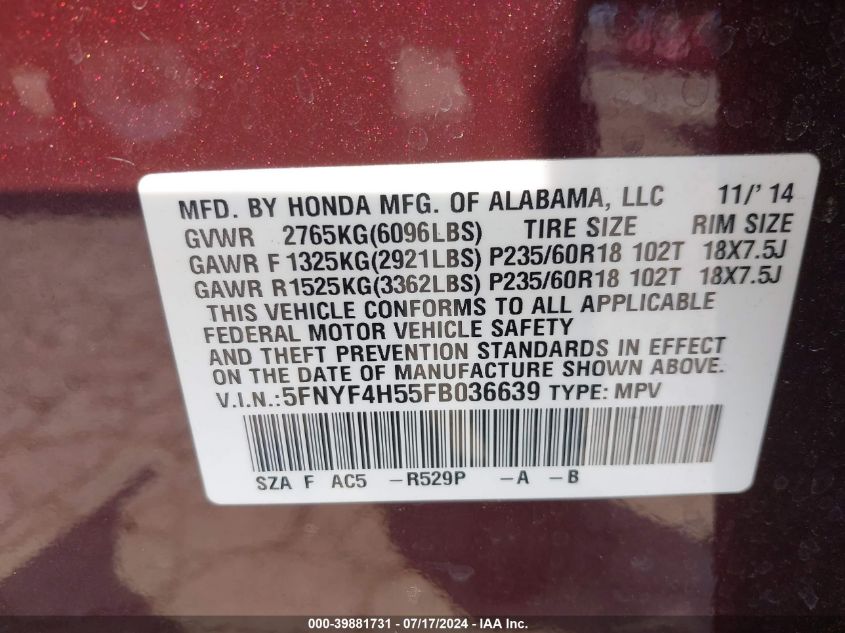 MFD. BY HONDA MFG. OF ALABAMA, LLC 11/' 14
GVWR 2765KG(6096LBS) TIRE SIZE RIM SIZE
GAWR F 1325KG(2921LBS) P235/60R18 102T 18X7.5J
GAWR R1525KG(3362LBS) P235/60R18 102T 18X7.5J
THIS VEHICLE CONFORMS TO ALL APPLICABLE
FEDERAL MOTOR VEHICLE SAFETY
AND THEFT PREVENTION STANDARDS IN EFFECT
ON THE DATE OF MANUFACTURE SHOWN ABOVE.
V.I.N.:5FNYF4H55FB036639 TYPE: MPV
SZA F AC5 –R529P –A –B
000-39881731 - 07/17/2024 - IAA Inc.